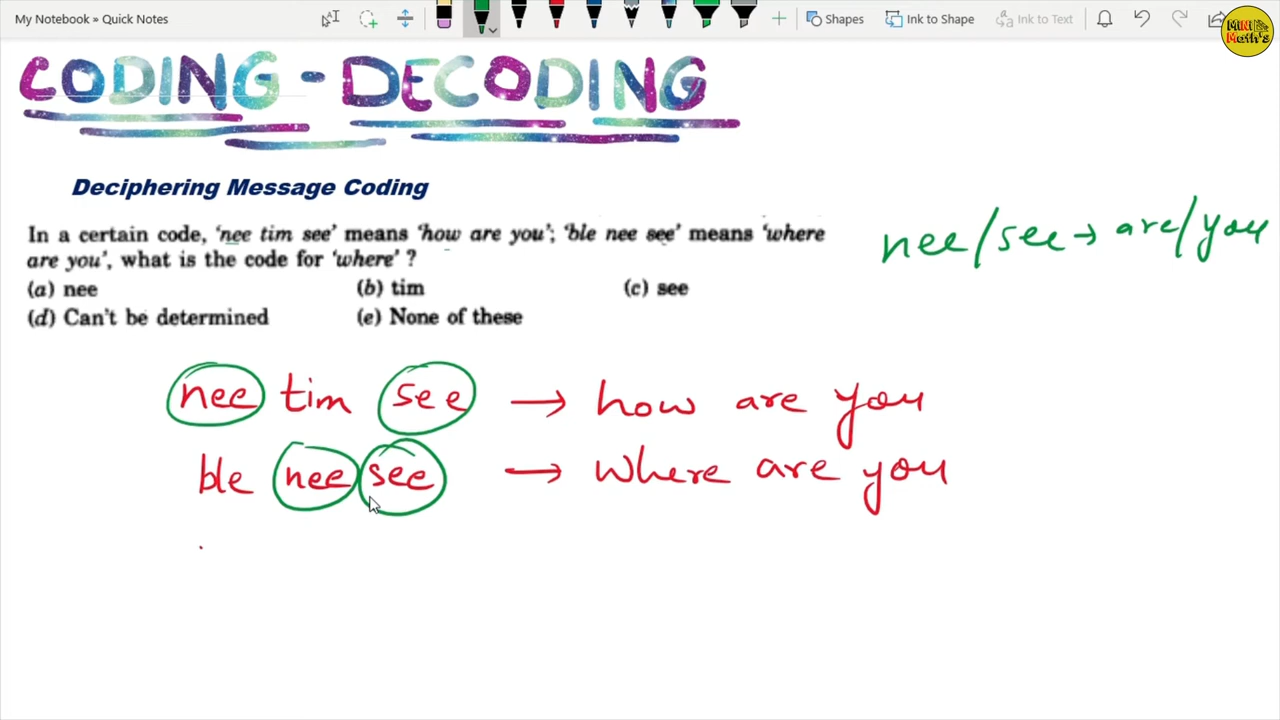 My Notebook » Quick Notes
Shapes
Ink to Shape
Ink to Text
MiNi Math's
CODING - DECODING
Deciphering Message Coding
In a certain code, 'nee tim see' means 'how are you'; 'ble nee see' means 'where
are you', what is the code for 'where' ?
(a) nee (b) tim (c) see
(d) Can't be determined (e) None of these
nee/see → are/you
nee tim see → how are you
ble nee see → where are you